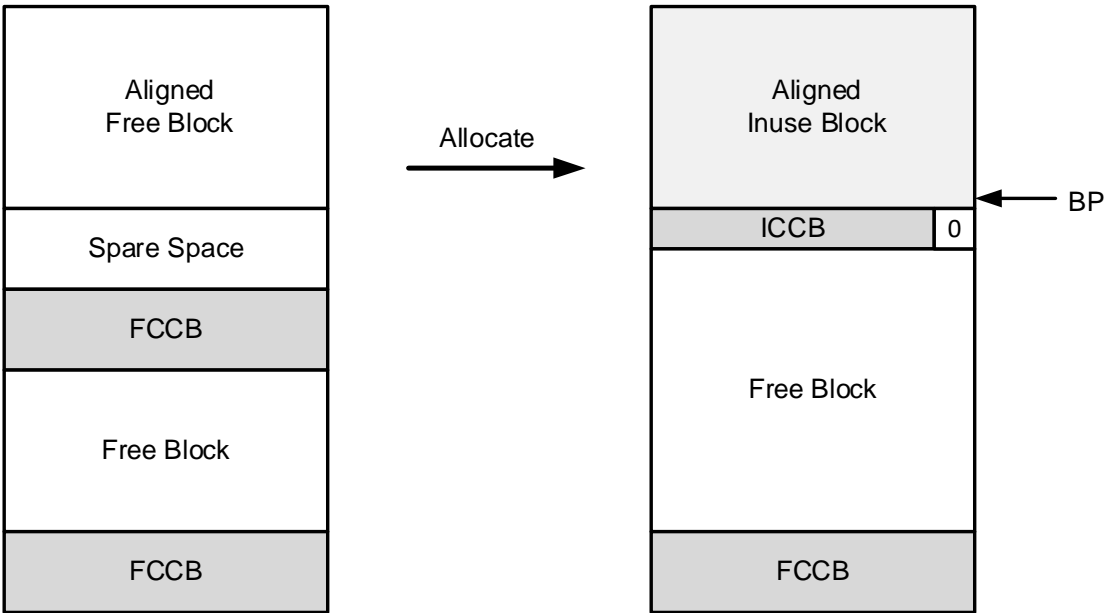 Aligned
Free Block
Spare Space
FCCB
Free Block
FCCB
Allocate
Aligned
Inuse Block
BP
ICCB
0
Free Block
FCCB